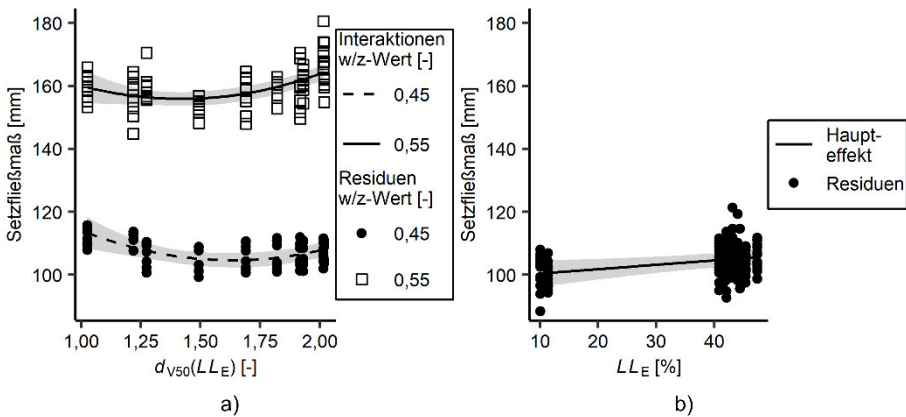 180
160
140
120
100
Setzfließmaß [mm]
1,00 1,25 1,50 1,75 2,00
d_V50(LL_E) [-]
a)
Interaktionen
w/z-Wert [-]
0,45
0,55
Residuen
w/z-Wert [-]
0,45
0,55
180
160
140
120
100
Setzfließmaß [mm]
10 20 30 40
LL_E [%]
b)
Haupt-
effekt
Residuen